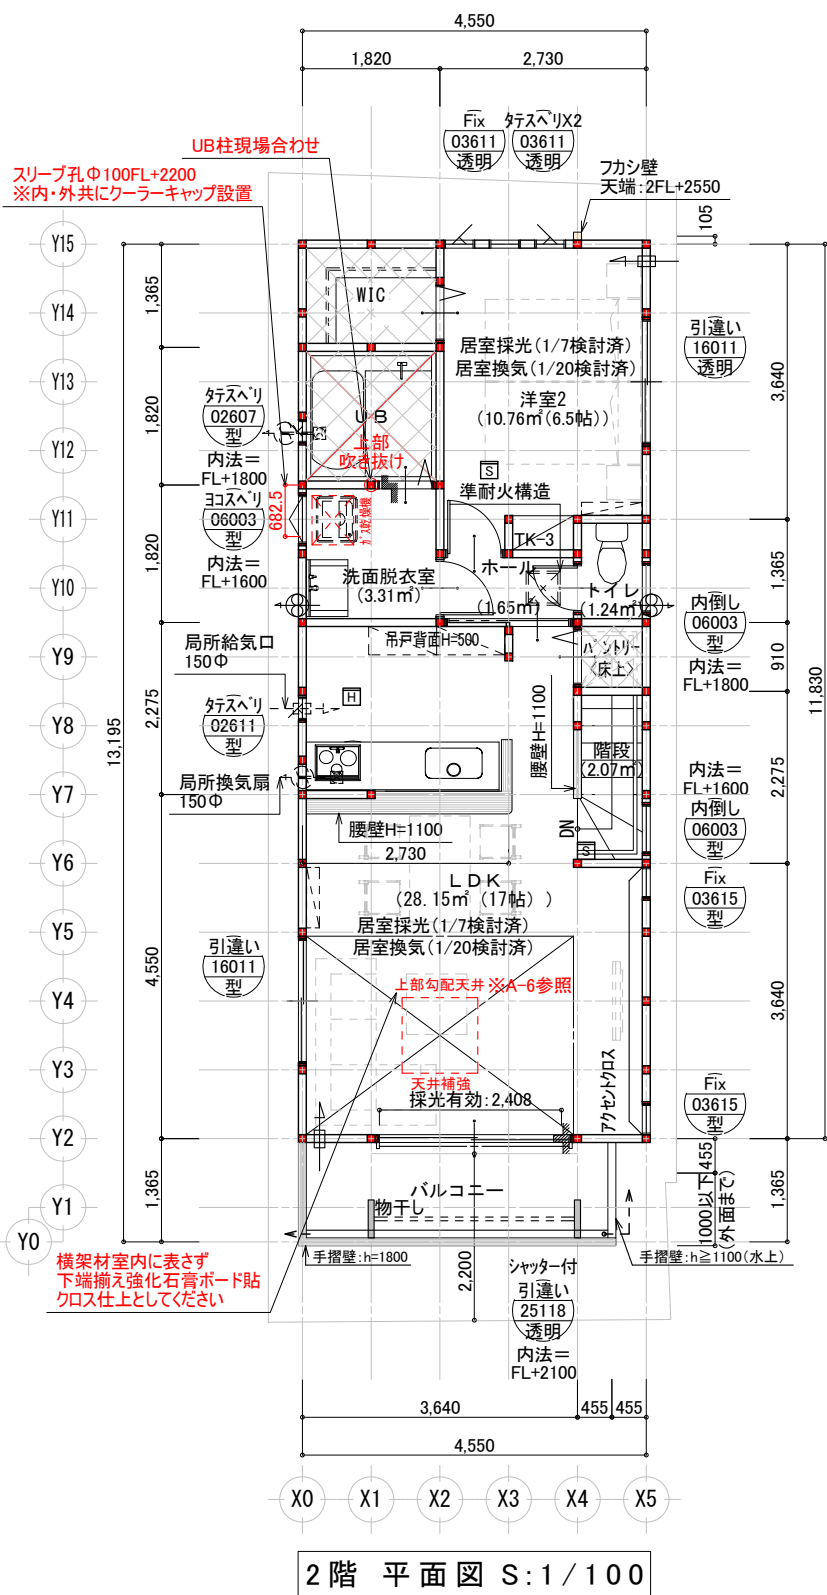 4,550
1,820
2,730
Fix
03611
透明
タテスベリX2
03611
透明
UB柱現場合わせ
スリーブ孔Φ100FL+2200
※内・外共にクーラーキャップ設置
フカシ壁
天端:2FL+2550
105
Y15
Y14
Y13
Y12
Y11
Y10
Y9
Y8
Y7
Y6
Y5
Y4
Y3
Y2
Y1
Y0
13,195
1,365
1,820
1,820
2,275
4,550
1,365
WIC
居室採光(1/7検討済)
居室換気(1/20検討済)
洋室2
(10.76㎡(6.5帖))
引違い
16011
透明
3,640
11,830
タテスベリ
02607
型
内法=
FL+1800
UB
上部
吹き抜け
S
準耐火構造
ヨコスベリ
06003
型
内法=
FL+1600
682.5
ガス乾燥機
TK-3
洗面脱衣室
(3.31㎡)
ホール
(1.65㎡)
トイレ
(1.24㎡)
1,365
内倒し
06003
型
内法=
FL+1800
910
吊戸背面H=500
パントリー
〈床上〉
局所給気口
150Φ
H
タテスベリ
02611
型
腰壁H=1100
階段
(2.07㎡)
内法=
FL+1600
内倒し
06003
型
2,275
局所換気扇
150Φ
腰壁H=1100
2,730
DN
S
LDK
(28.15㎡ (17帖) )
居室採光(1/7検討済)
居室換気(1/20検討済)
Fix
03615
型
引違い
16011
型
上部勾配天井※A-6参照
3,640
天井補強
採光有効:2,408
アクセントクロス
Fix
03615
型
バルコニー
物干し
455
1000以下
(外面まで)
1,365
手摺壁:h=1800
2,200
手摺壁:h≧1100(水上)
横架材室内に表さず
下端揃え強化石膏ボード貼
クロス仕上としてください
シャッター付
引違い
25118
透明
内法=
FL+2100
3,640
455
455
4,550
X0
X1
X2
X3
X4
X5
2階 平面図 S:1/100